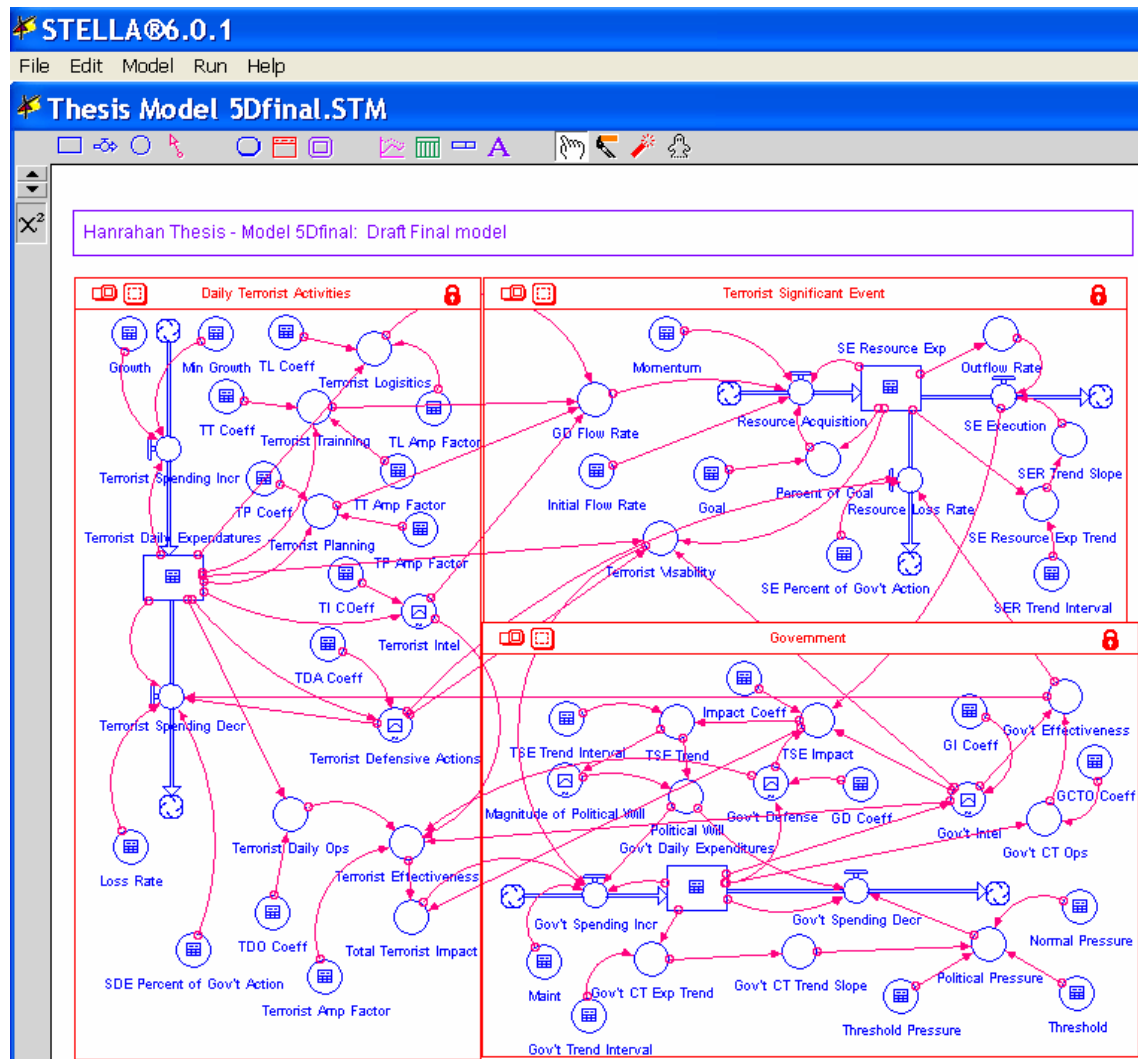 STELLA®6.0.1
File Edit Model Run Help
Thesis Model 5Dfinal.STM
A
x²
Hanrahan Thesis - Model 5Dfinal: Draft Final model
Daily Terrorist Activities
Growth
Min Growth
TL Coeff
Terrorist Logisitics
TT Coeff
Terrorist Trainning
TL Amp Factor
Terrorist Spending Incr
TP Coeff
TT Amp Factor
Terrorist Daily Expendatures
Terrorist Planning
TP Amp Factor
TI COeff
Terrorist Intel
TDA Coeff
Terrorist Spending Decr
Terrorist Defensive Actions
Terrorist Daily Ops
Loss Rate
Terrorist Effectiveness
TDO Coeff
Total Terrorist Impact
SDE Percent of Gov't Action
Terrorist Amp Factor
Terrorist Significant Event
Momentum
SE Resource Exp
Outflow Rate
GD Flow Rate
Resource Acquisition
SE Execution
SER Trend Slope
Initial Flow Rate
Goal
Percent of Goal
Resource Loss Rate
SE Resource Exp Trend
Terrorist Visability
SE Percent of Gov't Action
SER Trend Interval
Government
Impact Coeff
Gov't Effectiveness
TSE Trend Interval
TSE Trend
TSE Impact
GI Coeff
Magnitude of Political Will
Political Will
Gov't Defense
GD Coeff
GCTO Coeff
Gov't Intel
Gov't Daily Expenditures
Gov't CT Ops
Gov't Spending Incr
Gov't Spending Decr
Normal Pressure
Maint
Gov't CT Exp Trend
Gov't CT Trend Slope
Political Pressure
Threshold Pressure
Threshold
Gov't Trend Interval